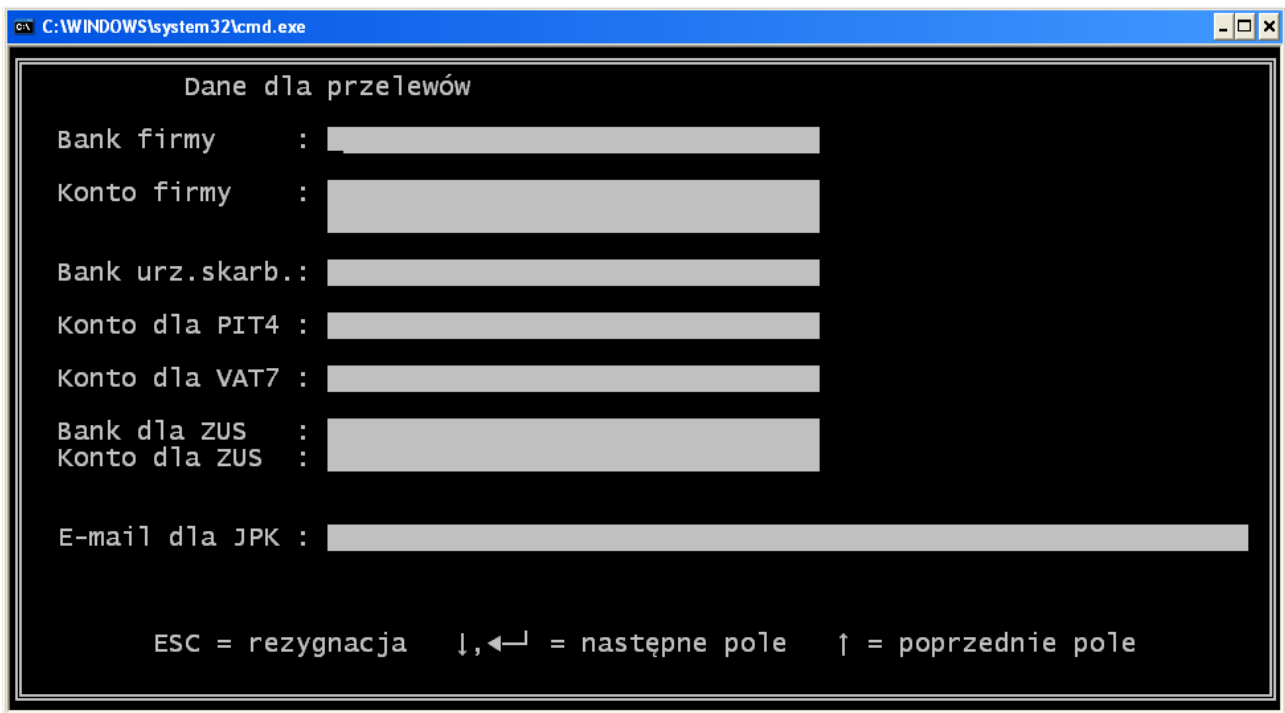 C:\WINDOWS\system32\cmd.exe
Dane dla przelewów
Bank firmy :
Konto firmy :
Bank urz.skarb.:
Konto dla PIT4 :
Konto dla VAT7 :
Bank dla ZUS :
Konto dla ZUS :
E-mail dla JPK :
ESC = rezygnacja ↓,◄─┘ = następne pole ↑ = poprzednie pole